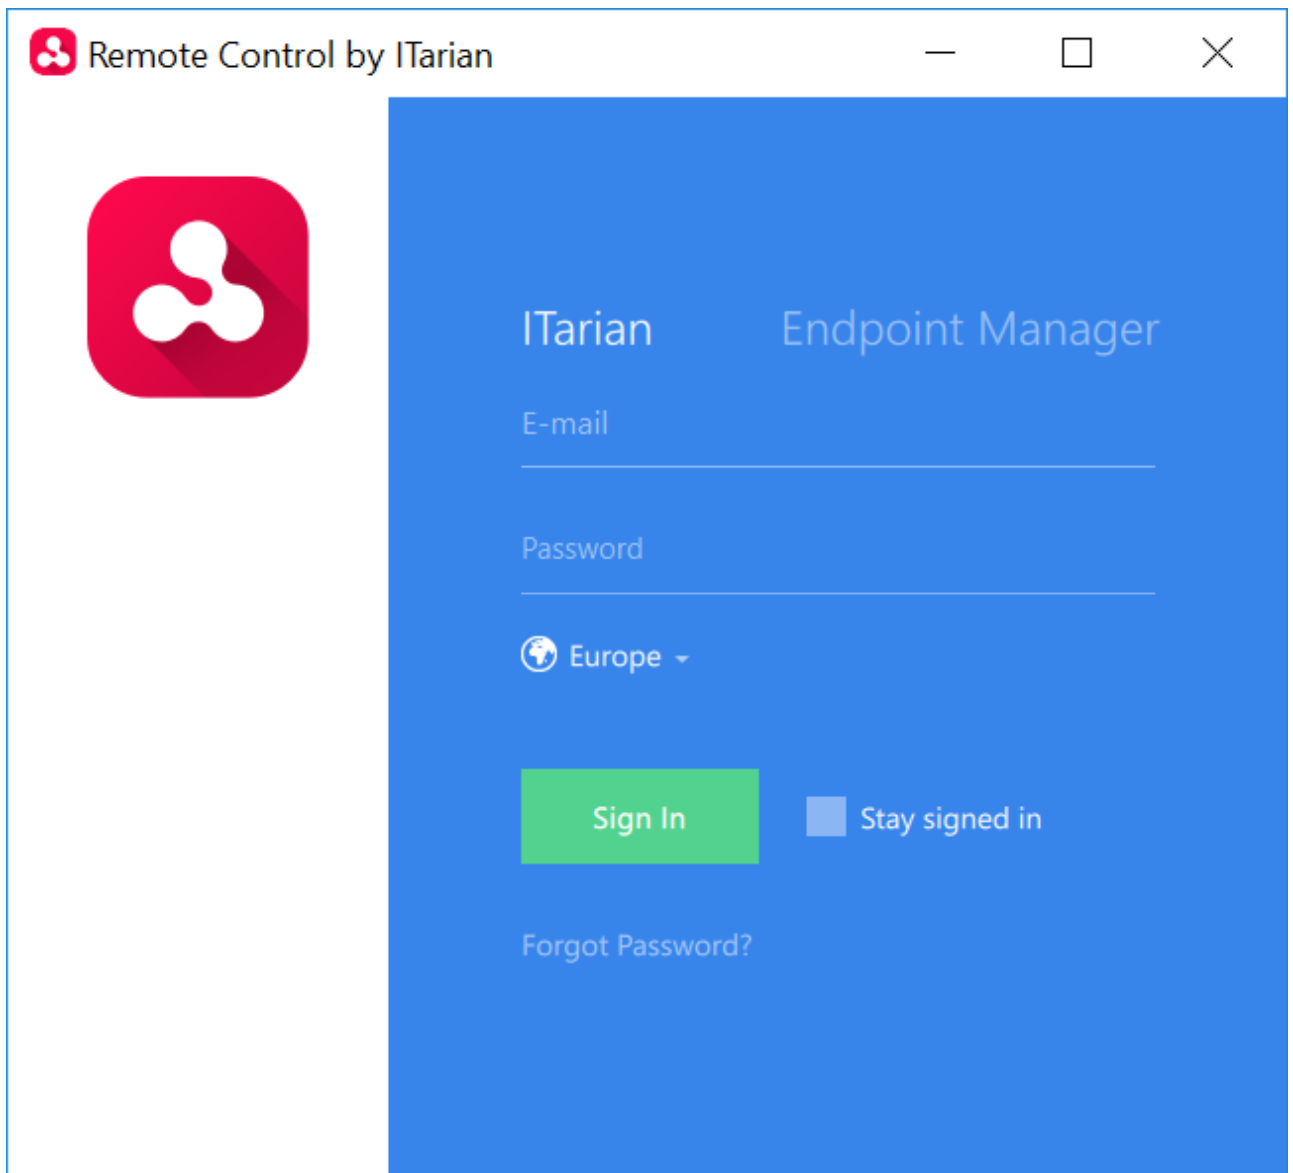 Remote Control by ITarian
ITarian Endpoint Manager
E-mail
Password
Europe
Sign In Stay signed in
Forgot Password?